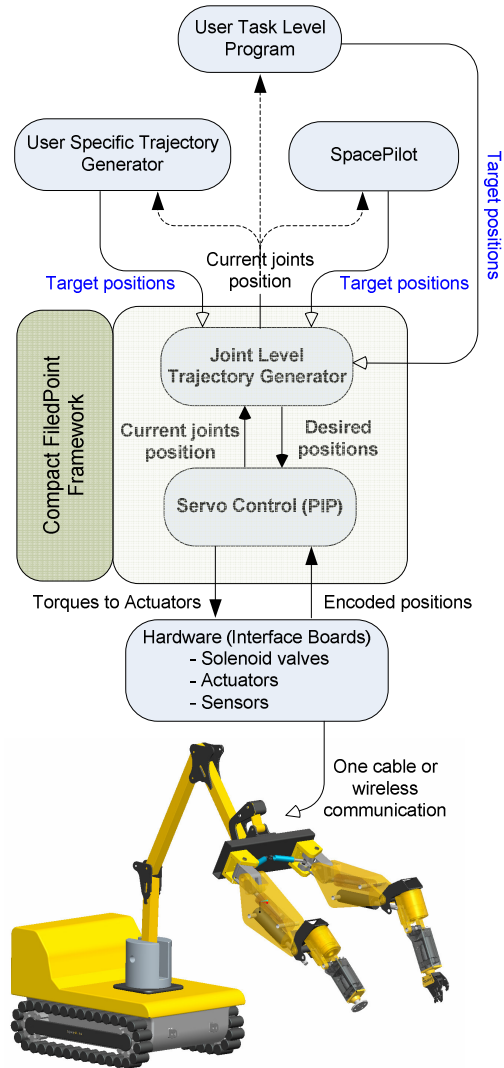 User Task Level
Program
User Specific Trajectory
Generator
SpacePilot
Target positions
Current joints
position
Target positions
Target positions
Compact FiledPoint
Framework
Joint Level
Trajectory Generator
Current joints
position
Desired
positions
Servo Control (PIP)
Torques to Actuators
Encoded positions
Hardware (Interface Boards)
- Solenoid valves
- Actuators
- Sensors
One cable or
wireless
communication